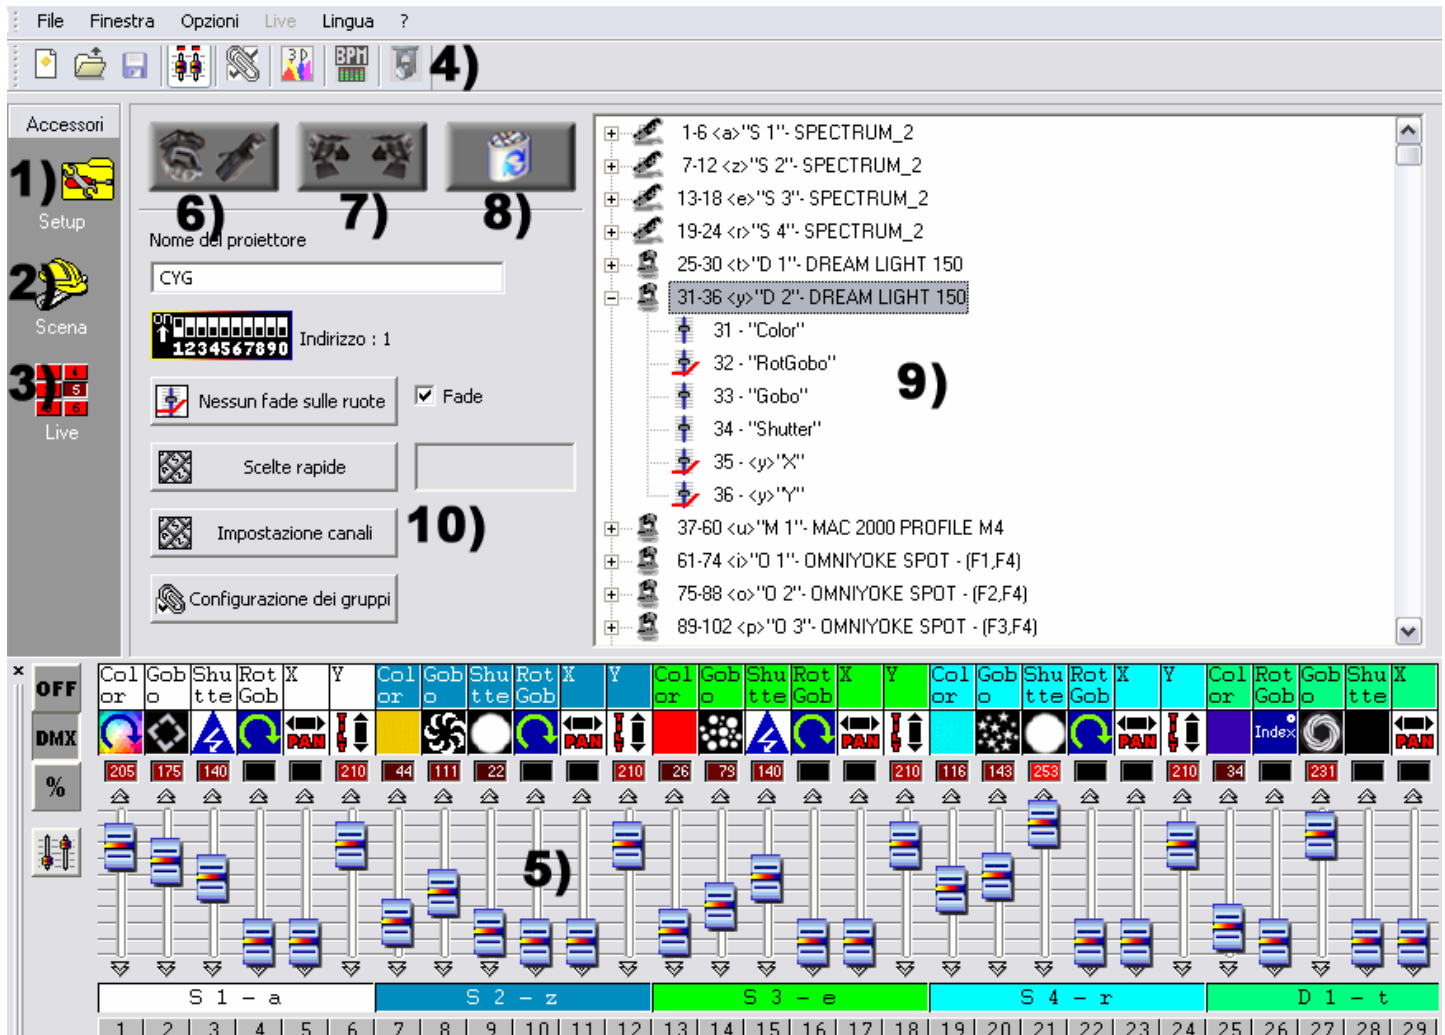 File Finestra Opzioni Live Lingua ?
3D BPM 4)
Accessori
1)
Setup
2)
Scena
3)
4
5
6
Live
6) 7) 8)
Nome del proiettore
CYG
on
1234567890
Indirizzo : 1
Nessun fade sulle ruote
Fade
Scelte rapide
Impostazione canali
10)
Configurazione dei gruppi
1-6 <a>"S 1"- SPECTRUM_2
7-12 <z>"S 2"- SPECTRUM_2
13-18 <e>"S 3"- SPECTRUM_2
19-24 <r>"S 4"- SPECTRUM_2
25-30 <t>"D 1"- DREAM LIGHT 150
31-36 <y>"D 2"- DREAM LIGHT 150
31 - "Color"
32 - "RotGobo"
33 - "Gobo"
34 - "Shutter"
35 - <y>"X"
36 - <y>"Y"
9)
37-60 <u>"M 1"- MAC 2000 PROFILE M4
61-74 <i>"O 1"- OMNIYOKE SPOT - (F1,F4)
75-88 <o>"O 2"- OMNIYOKE SPOT - (F2,F4)
89-102 <p>"O 3"- OMNIYOKE SPOT - (F3,F4)
OFF
DMX
%
Col Gob Shu Rot X Y Col Gob Shu Rot X Y Col Gob Shu Rot X Y Col Gob Shu Rot X Y Col Rot Gob Shu X
or o tte Gob or o tte Gob or o tte Gob or o tte Gob or Gob o tte
PAN PAN PAN PAN Index PAN
205 175 140 210 44 111 22 210 26 79 140 210 116 143 253 210 34 231
5)
S 1 - a S 2 - z S 3 - e S 4 - r D 1 - t
1 2 3 4 5 6 7 8 9 10 11 12 13 14 15 16 17 18 19 20 21 22 23 24 25 26 27 28 29